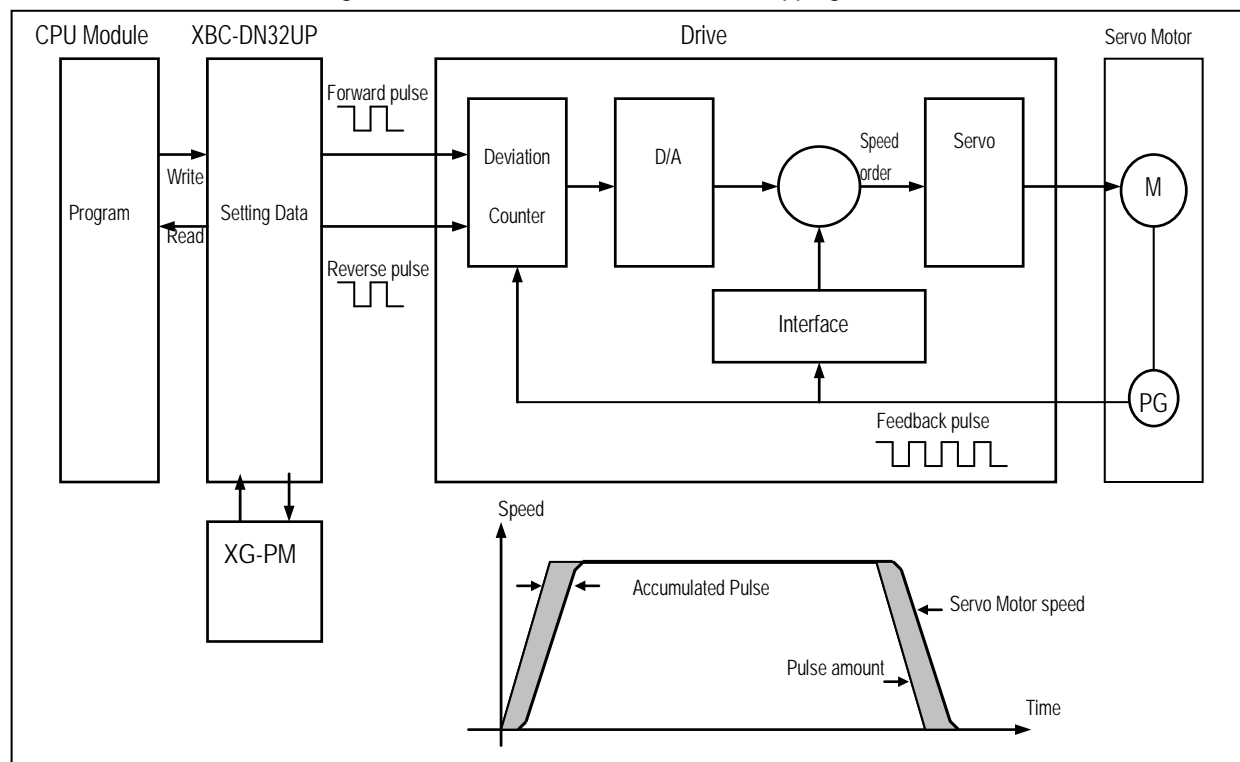 CPU Module
XBC-DN32UP
Drive
Servo Motor
Forward pulse
Deviation
Counter
D/A
Speed
order
Servo
M
Write
Program
Setting Data
Read
Reverse pulse
Interface
PG
Feedback pulse
XG-PM
Speed
Accumulated Pulse
Servo Motor speed
Pulse amount
Time